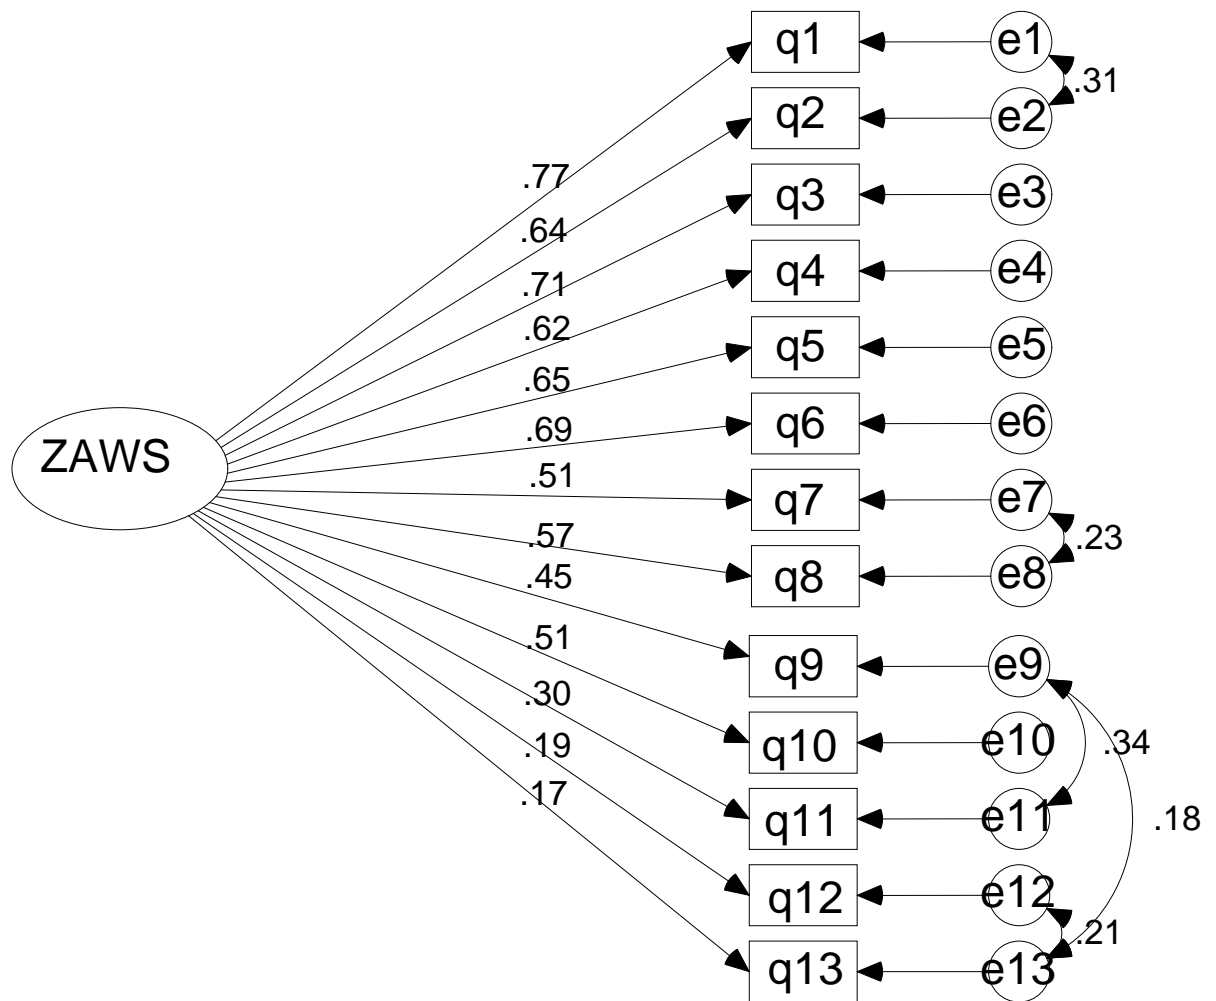 q1 e1
.31
q2 e2
.77
q3 e3
.64
q4 e4
.71
.62
q5 e5
.65
q6 e6
.69
ZAWS
.51
q7 e7
.57
.23
q8 e8
.45
.51
q9 e9
.30
q10 e10
.19
.34
.17
q11 e11
.18
q12 e12
.21
q13 e13